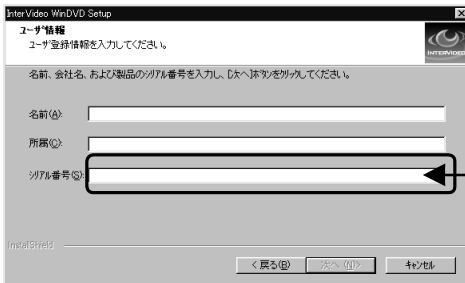 InterVideo WinDVD Setup
ユーザ情報
ユーザ登録情報を入力してください。
INTERVIDEO
名前、会社名、および製品のシリアル番号を入力し、[次へ]ボタンをクリックしてください。
名前(A):
所属(C):
シリアル番号(S):
InstallShield
< 戻る(B)
次へ (N)>
キャンセル